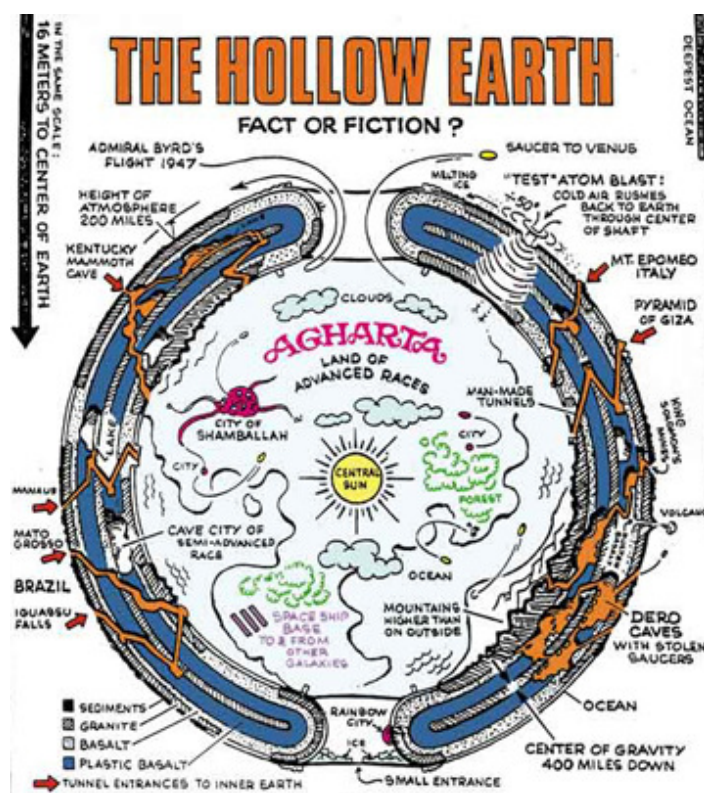 THE HOLLOW EARTH
FACT OR FICTION?
IN THE SAME SCALE:
16 METERS TO CENTER OF EARTH
DEEPEST OCEAN
ADMIRAL BYRD'S
FLIGHT 1947
SAUCER TO VENUS
MELTING
ICE
"TEST" ATOM BLAST:
COLD AIR RUSHES
BACK TO EARTH
THROUGH CENTER
OF SHAFT
50°
HEIGHT OF
ATMOSPHERE
200 MILES
KENTUCKY
MAMMOTH
CAVE
MT. EPOMEO
ITALY
PYRAMID
OF GIZA
CLOUDS
AGHARTA
LAND OF
ADVANCED RACES
MAN-MADE
TUNNELS
KING
SOLOMON'S
MINES
CITY OF
SHAMBALLAH
CITY
CITY
CENTRAL
SUN
FOREST
LAKE
MANAUS
VOLCANO
MATO
GROSSO
CAVE CITY OF
SEMI-ADVANCED
RACE
OCEAN
BRAZIL
IGUASSU
FALLS
SPACE SHIP
BASE
TO & FROM
OTHER
GALAXIES
MOUNTAINS
HIGHER THAN
ON OUTSIDE
DERO
CAVES
WITH STOLEN
SAUCERS
OCEAN
RAINBOW
CITY
ICE
SMALL ENTRANCE
CENTER OF GRAVITY
400 MILES DOWN
SEDIMENTS
GRANITE
BASALT
PLASTIC BASALT
TUNNEL ENTRANCES TO INNER EARTH